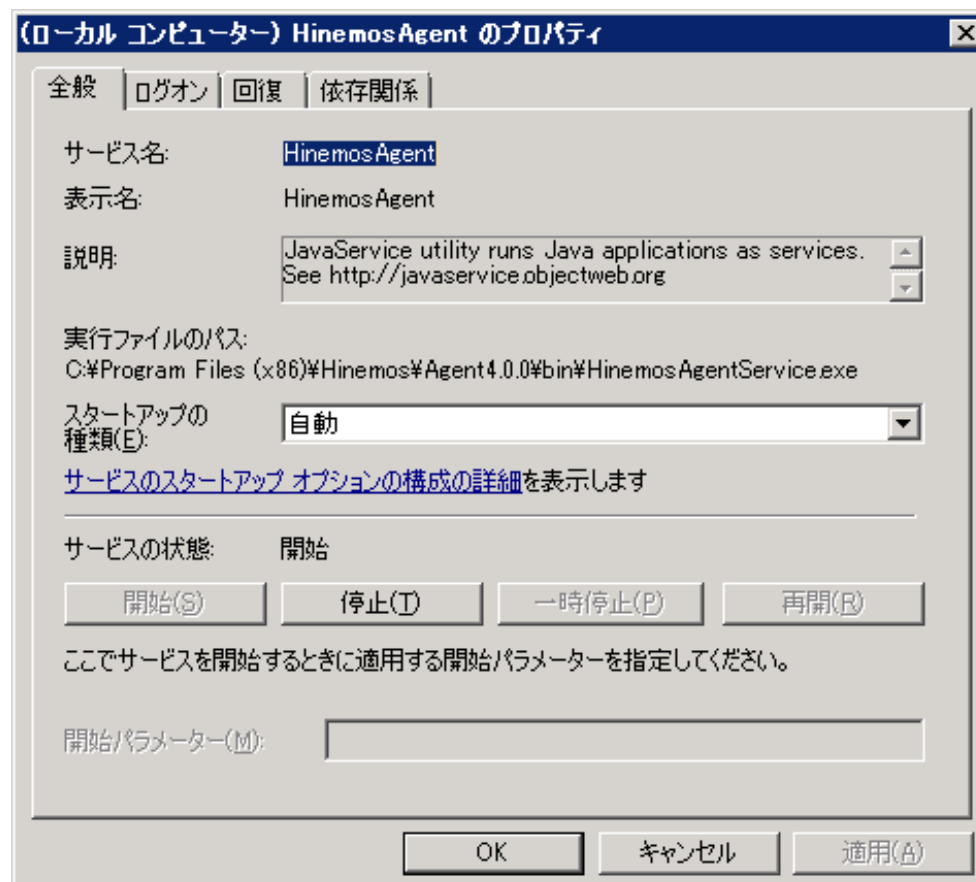 (ローカル コンピューター) HinemosAgent のプロパティ
全般 ログオン 回復 依存関係
サービス名: HinemosAgent
表示名: HinemosAgent
説明: JavaService utility runs Java applications as services.
See http://javaservice.objectweb.org
実行ファイルのパス:
C:¥Program Files (x86)¥Hinemos¥Agent4.0.0¥bin¥HinemosAgentService.exe
スタートアップの
種類(E): 自動
サービスのスタートアップ オプションの構成の詳細を表示します
サービスの状態: 開始
開始(S) 停止(T) 一時停止(P) 再開(R)
ここでサービスを開始するときに適用する開始パラメーターを指定してください。
開始パラメーター(M):
OK キャンセル 適用(A)